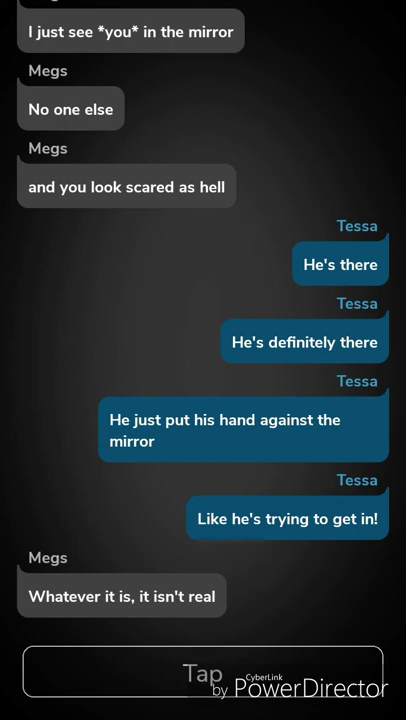 I just see *you* in the mirror
Megs
No one else
Megs
and you look scared as hell
Tessa
He's there
Tessa
He's definitely there
Tessa
He just put his hand against the
mirror
Tessa
Like he's trying to get in!
Megs
Whatever it is, it isn't real
Tap
by CyberLink
PowerDirector